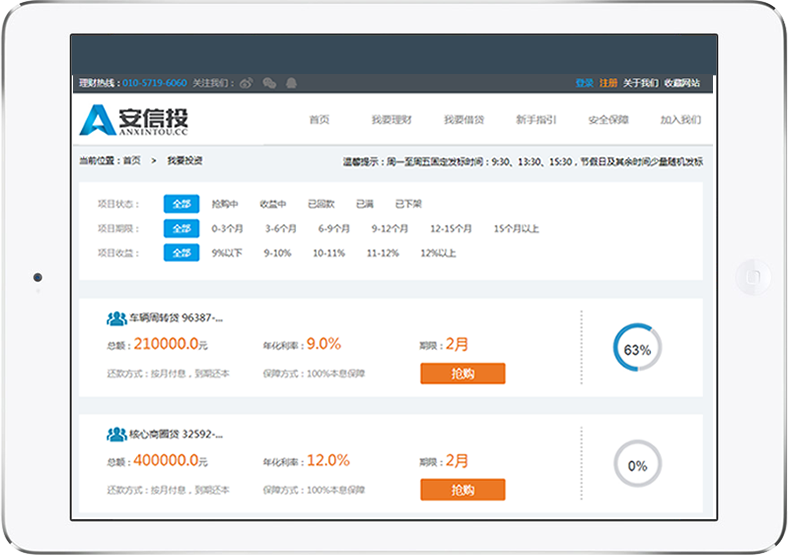 理财热线：010-5719-6060 关注我们： 登录 注册 关于我们 收藏网站
安信投
ANXINTOU.CC
首页 我要理财 我要借贷 新手指引 安全保障 加入我们
当前位置：首页 > 我要投资 温馨提示：周一至周五固定发标时间：9:30、13:30、15:30，节假日及其余时间少量随机发标
项目状态： 全部 抢购中 收益中 已回款 已满 已下架
项目期限： 全部 0-3个月 3-6个月 6-9个月 9-12个月 12-15个月 15个月以上
项目收益： 全部 9%以下 9-10% 10-11% 11-12% 12%以上
车辆周转贷 96387-...
总额：210000.0元 年化利率：9.0% 期限：2月
63%
还款方式：按月付息，到期还本 保障方式：100%本息保障 抢购
核心商圈贷 32592-...
总额：400000.0元 年化利率：12.0% 期限：2月
0%
还款方式：按月付息，到期还本 保障方式：100%本息保障 抢购